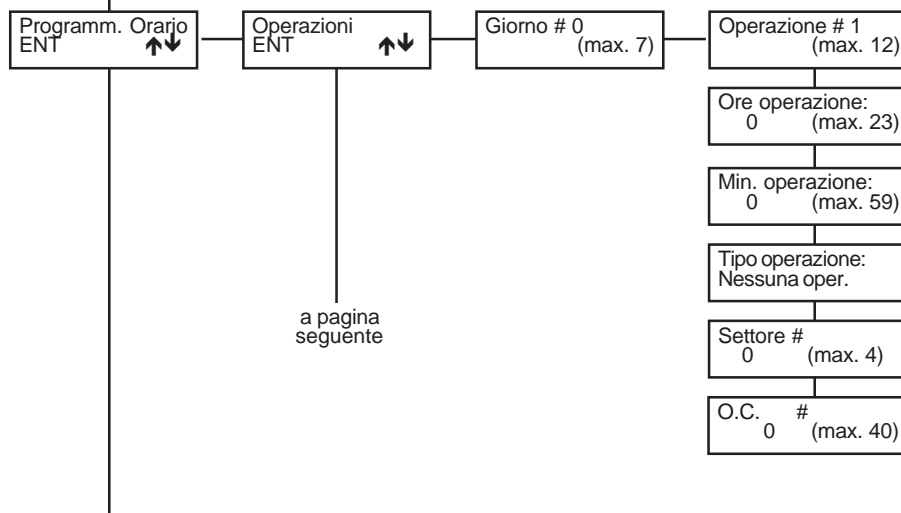 Programm. Orario
ENT ↑↓
Operazioni
ENT ↑↓
Giorno # 0
(max. 7)
Operazione # 1
(max. 12)
Ore operazione:
0 (max. 23)
Min. operazione:
0 (max. 59)
Tipo operazione:
Nessuna oper.
Settore #
0 (max. 4)
O.C. #
0 (max. 40)
a pagina
seguente